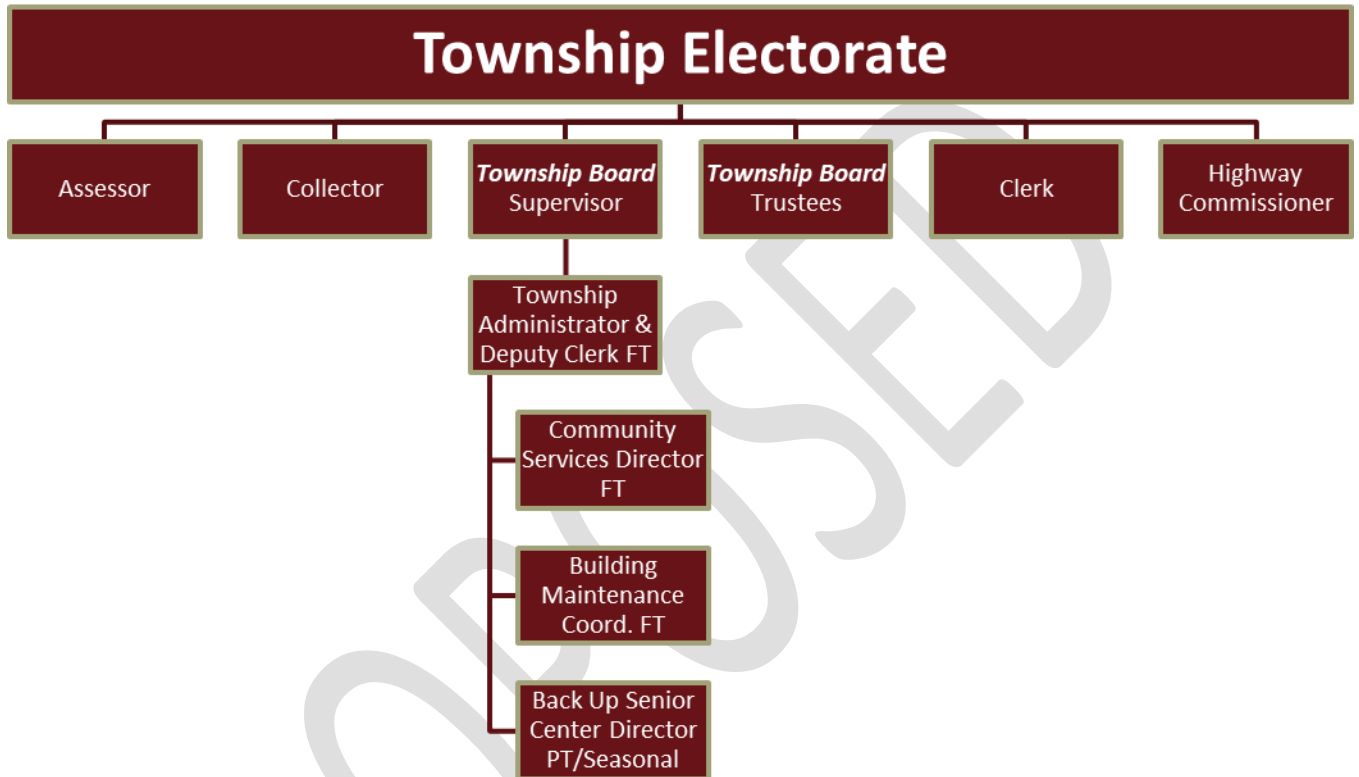 Township Electorate
Assessor
Collector
Township Board
Supervisor
Township Board
Trustees
Clerk
Highway
Commissioner
Township
Administrator &
Deputy Clerk FT
Community
Services Director
FT
Building
Maintenance
Coord. FT
Back Up Senior
Center Director
PT/Seasonal
OPOSED